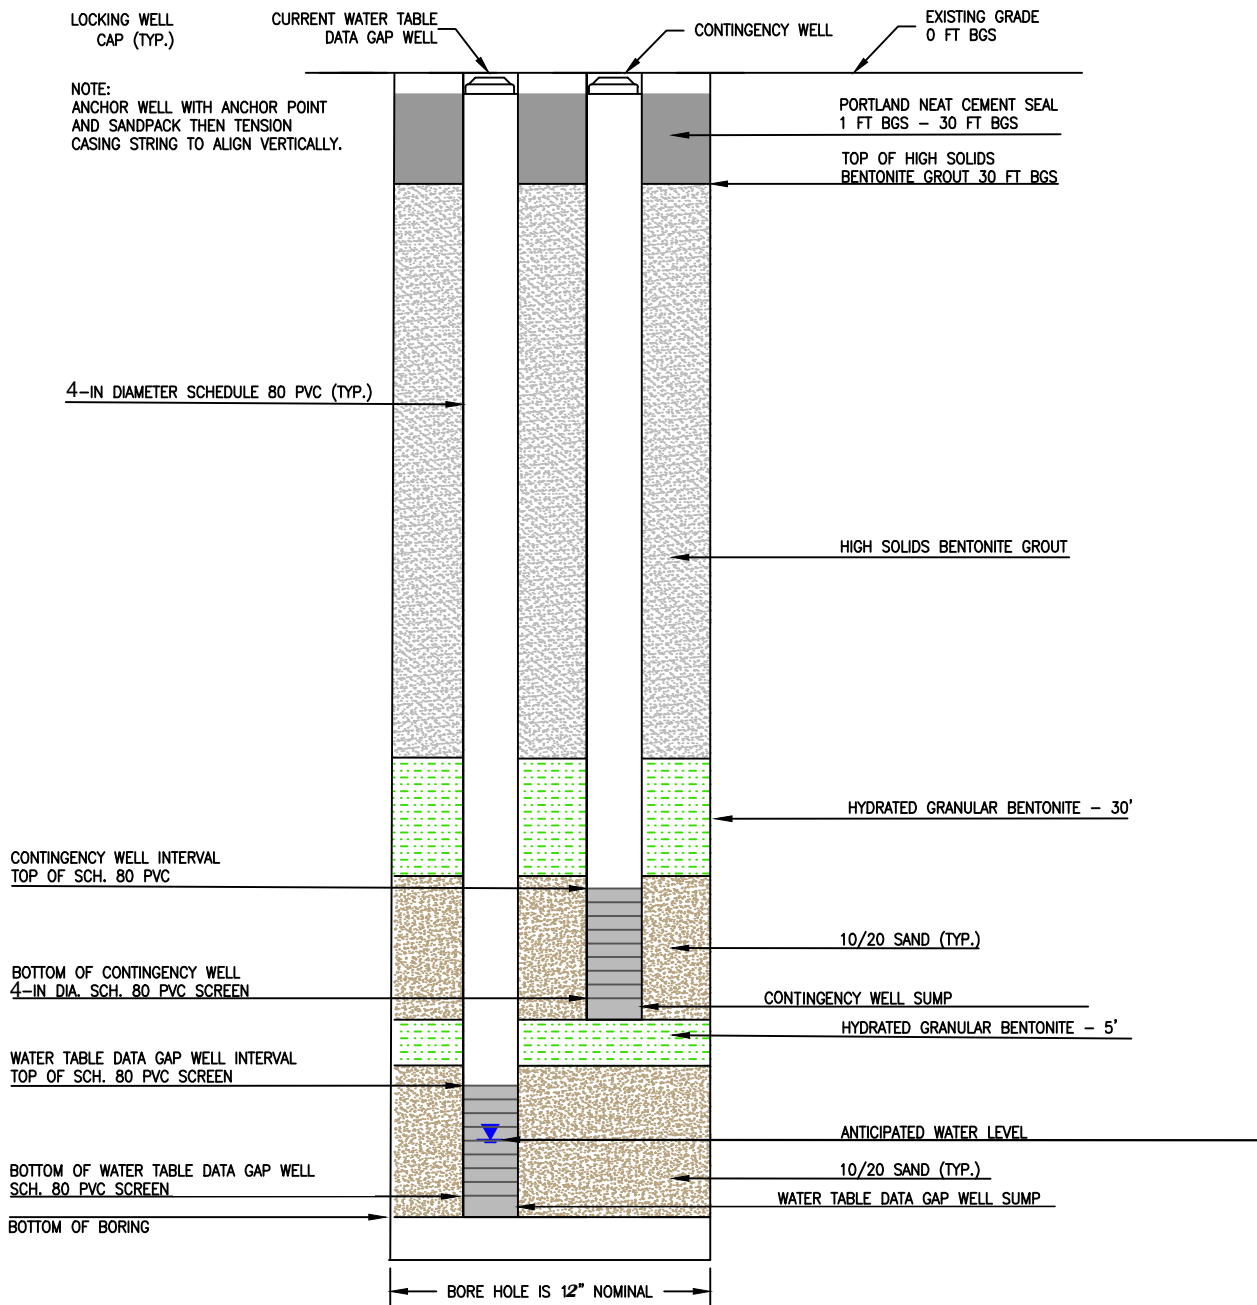 LOCKING WELL
CAP (TYP.)
CURRENT WATER TABLE
DATA GAP WELL
CONTINGENCY WELL
EXISTING GRADE
0 FT BGS
NOTE:
ANCHOR WELL WITH ANCHOR POINT
AND SANDPACK THEN TENSION
CASING STRING TO ALIGN VERTICALLY.
PORTLAND NEAT CEMENT SEAL
1 FT BGS - 30 FT BGS
TOP OF HIGH SOLIDS
BENTONITE GROUT 30 FT BGS
4-IN DIAMETER SCHEDULE 80 PVC (TYP.)
HIGH SOLIDS BENTONITE GROUT
HYDRATED GRANULAR BENTONITE - 30'
CONTINGENCY WELL INTERVAL
TOP OF SCH. 80 PVC
10/20 SAND (TYP.)
BOTTOM OF CONTINGENCY WELL
4-IN DIA. SCH. 80 PVC SCREEN
CONTINGENCY WELL SUMP
HYDRATED GRANULAR BENTONITE - 5'
WATER TABLE DATA GAP WELL INTERVAL
TOP OF SCH. 80 PVC SCREEN
ANTICIPATED WATER LEVEL
BOTTOM OF WATER TABLE DATA GAP WELL
SCH. 80 PVC SCREEN
10/20 SAND (TYP.)
WATER TABLE DATA GAP WELL SUMP
BOTTOM OF BORING
BORE HOLE IS 12" NOMINAL